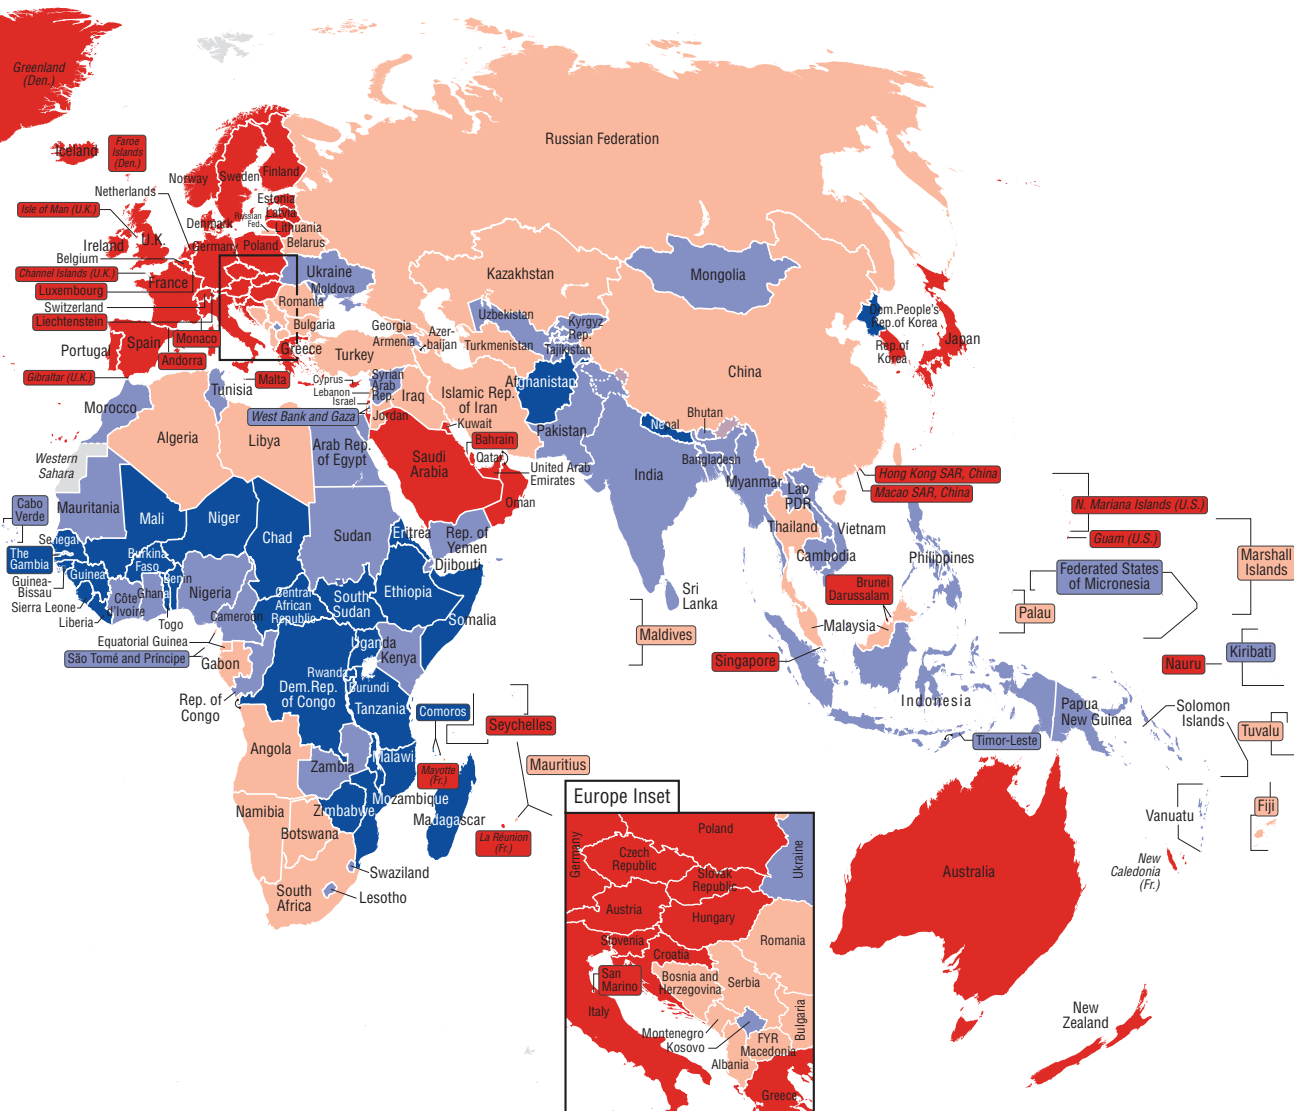 Greenland
(Den.)
Iceland
Faroe
Islands
(Den.)
Norway
Sweden
Finland
Russian Federation
Netherlands
Isle of Man (U.K.)
Estonia
Latvia
Russian
Fed.
Lithuania
Denmark
Ireland
U.K.
Germany
Poland
Belarus
Belgium
Channel Islands (U.K.)
Ukraine
France
Luxembourg
Moldova
Switzerland
Romania
Liechtenstein
Bulgaria
Portugal
Spain
Monaco
Andorra
Greece
Gibraltar (U.K.)
Malta
Kazakhstan
Mongolia
Uzbekistan
Kyrgyz
Rep.
Georgia
Armenia
Azer-
baijan
Turkmenistan
Tajikistan
Turkey
Dem.People's
Rep.of Korea
Rep.of
Korea
Japan
China
Cyprus
Lebanon
Israel
Syrian
Arab
Rep.
Iraq
Islamic Rep.
of Iran
Afghanistan
Tunisia
Morocco
West Bank and Gaza
Jordan
Kuwait
Algeria
Libya
Arab Rep.
of Egypt
Saudi
Arabia
Bahrain
Qatar
United Arab
Emirates
Oman
Pakistan
Nepal
Bhutan
Bangladesh
India
Myanmar
Lao
PDR
Hong Kong SAR, China
Macao SAR, China
Western
Sahara
Cabo
Verde
Mauritania
Mali
Niger
Chad
Sudan
Eritrea
Rep. of
Yemen
Djibouti
Thailand
Vietnam
Cambodia
Philippines
N. Mariana Islands (U.S.)
Guam (U.S.)
Senegal
The
Gambia
Guinea-
Bissau
Guinea
Burkina
Faso
Benin
Sierra Leone
Liberia
Côte
d'Ivoire
Ghana
Togo
Nigeria
Cameroon
Central
African
Republic
South
Sudan
Ethiopia
Somalia
Sri
Lanka
Maldives
Brunei
Darussalam
Malaysia
Federated States
of Micronesia
Marshall
Islands
Palau
Equatorial Guinea
São Tomé and Príncipe
Gabon
Rep. of
Congo
Uganda
Kenya
Rwanda
Burundi
Dem.Rep.
of Congo
Tanzania
Singapore
Nauru
Kiribati
Indonesia
Papua
New Guinea
Solomon
Islands
Timor-Leste
Tuvalu
Comoros
Seychelles
Angola
Zambia
Malawi
Mayotte
(Fr.)
Mauritius
Mozambique
Madagascar
Namibia
Zimbabwe
Botswana
La Réunion
(Fr.)
Swaziland
South
Africa
Lesotho
Vanuatu
Fiji
New
Caledonia
(Fr.)
Australia
New
Zealand
Europe Inset
Germany
Poland
Ukraine
Czech
Republic
Slovak
Republic
Austria
Hungary
Slovenia
Croatia
Romania
San
Marino
Bosnia and
Herzegovina
Serbia
Italy
Montenegro
Kosovo
Bulgaria
FYR
Macedonia
Albania
Greece